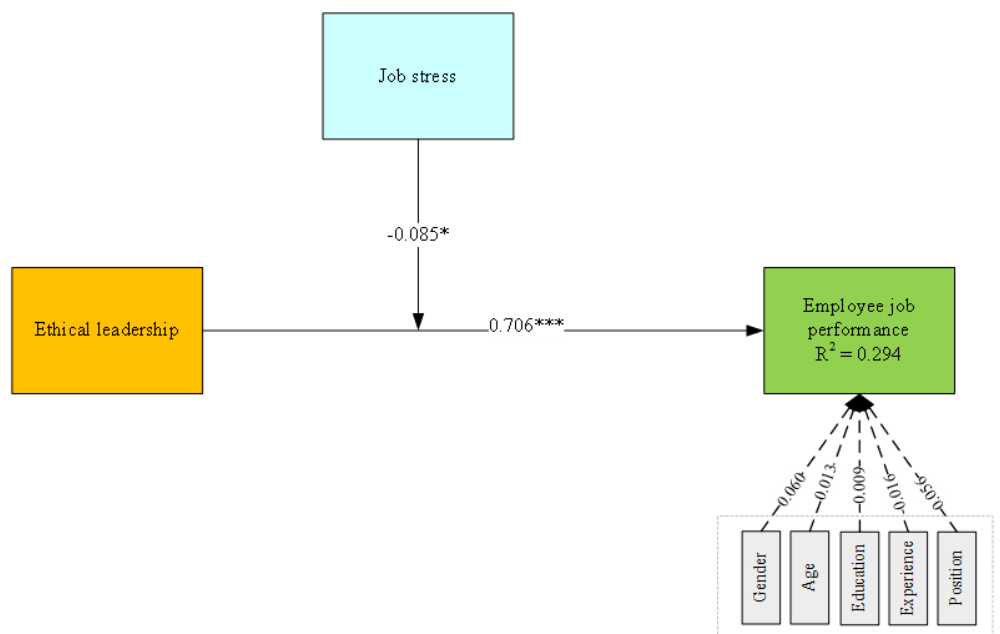 Job stress
-0.085*
Ethical leadership
0.706***
Employee job
performance
R² = 0.294
0.060
0.013
0.009
0.016
0.056
Gender
Age
Education
Experience
Position